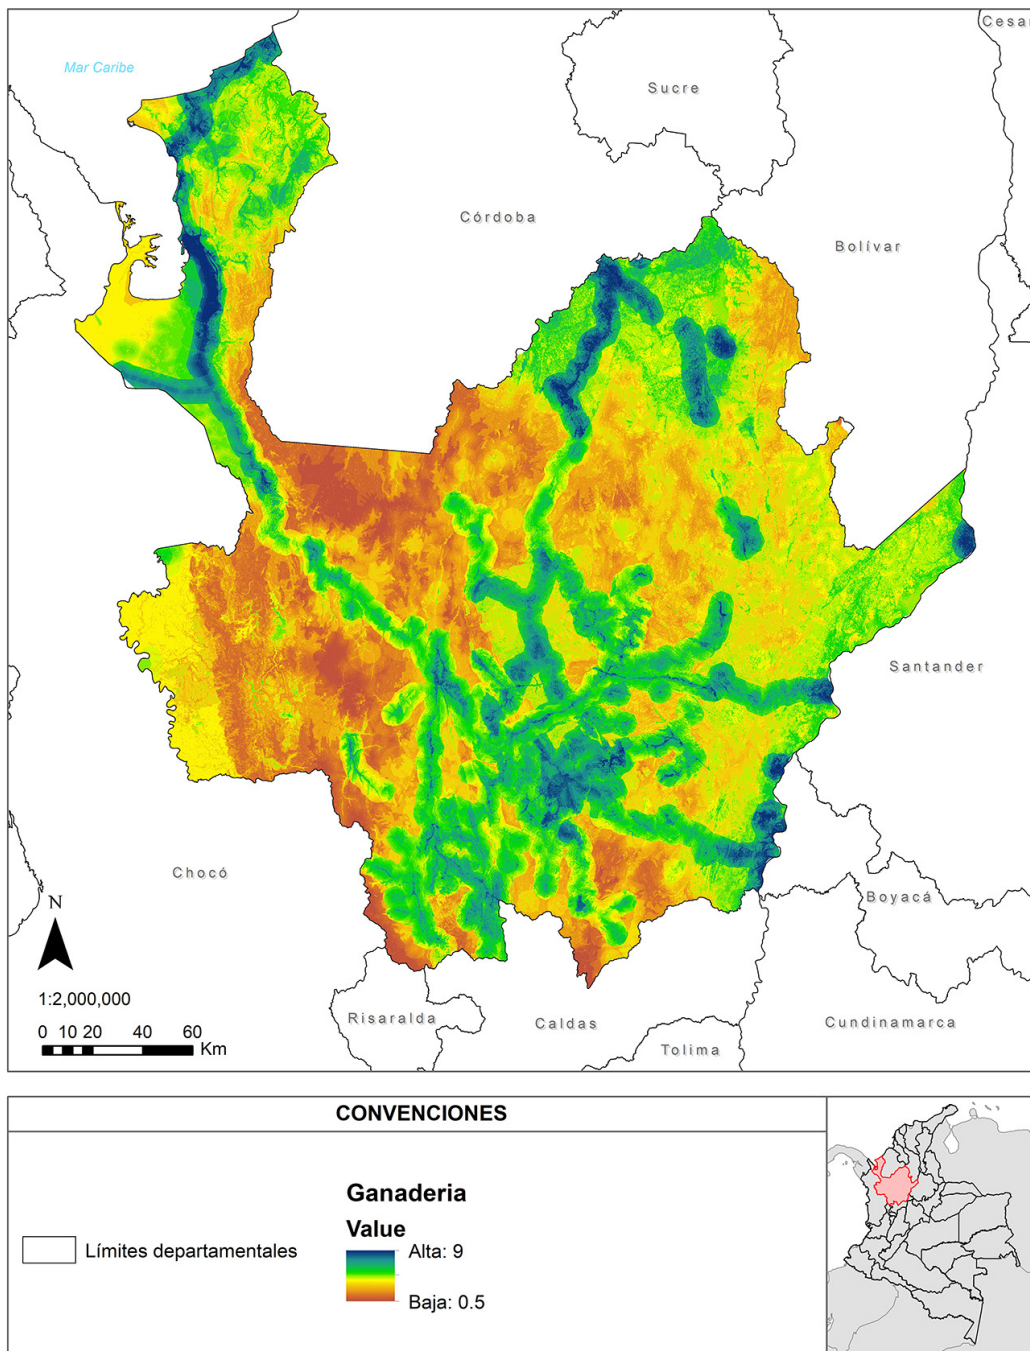 Cesar
Mar Caribe
Sucre
Córdoba
Bolívar
Santander
Chocó
Boyacá
N
1:2,000,000
0 10 20 40 60
Km
Risaralda
Caldas
Cundinamarca
Tolima
CONVENCIONES
Ganaderia
Value
Límites departamentales
Alta: 9
Baja: 0.5